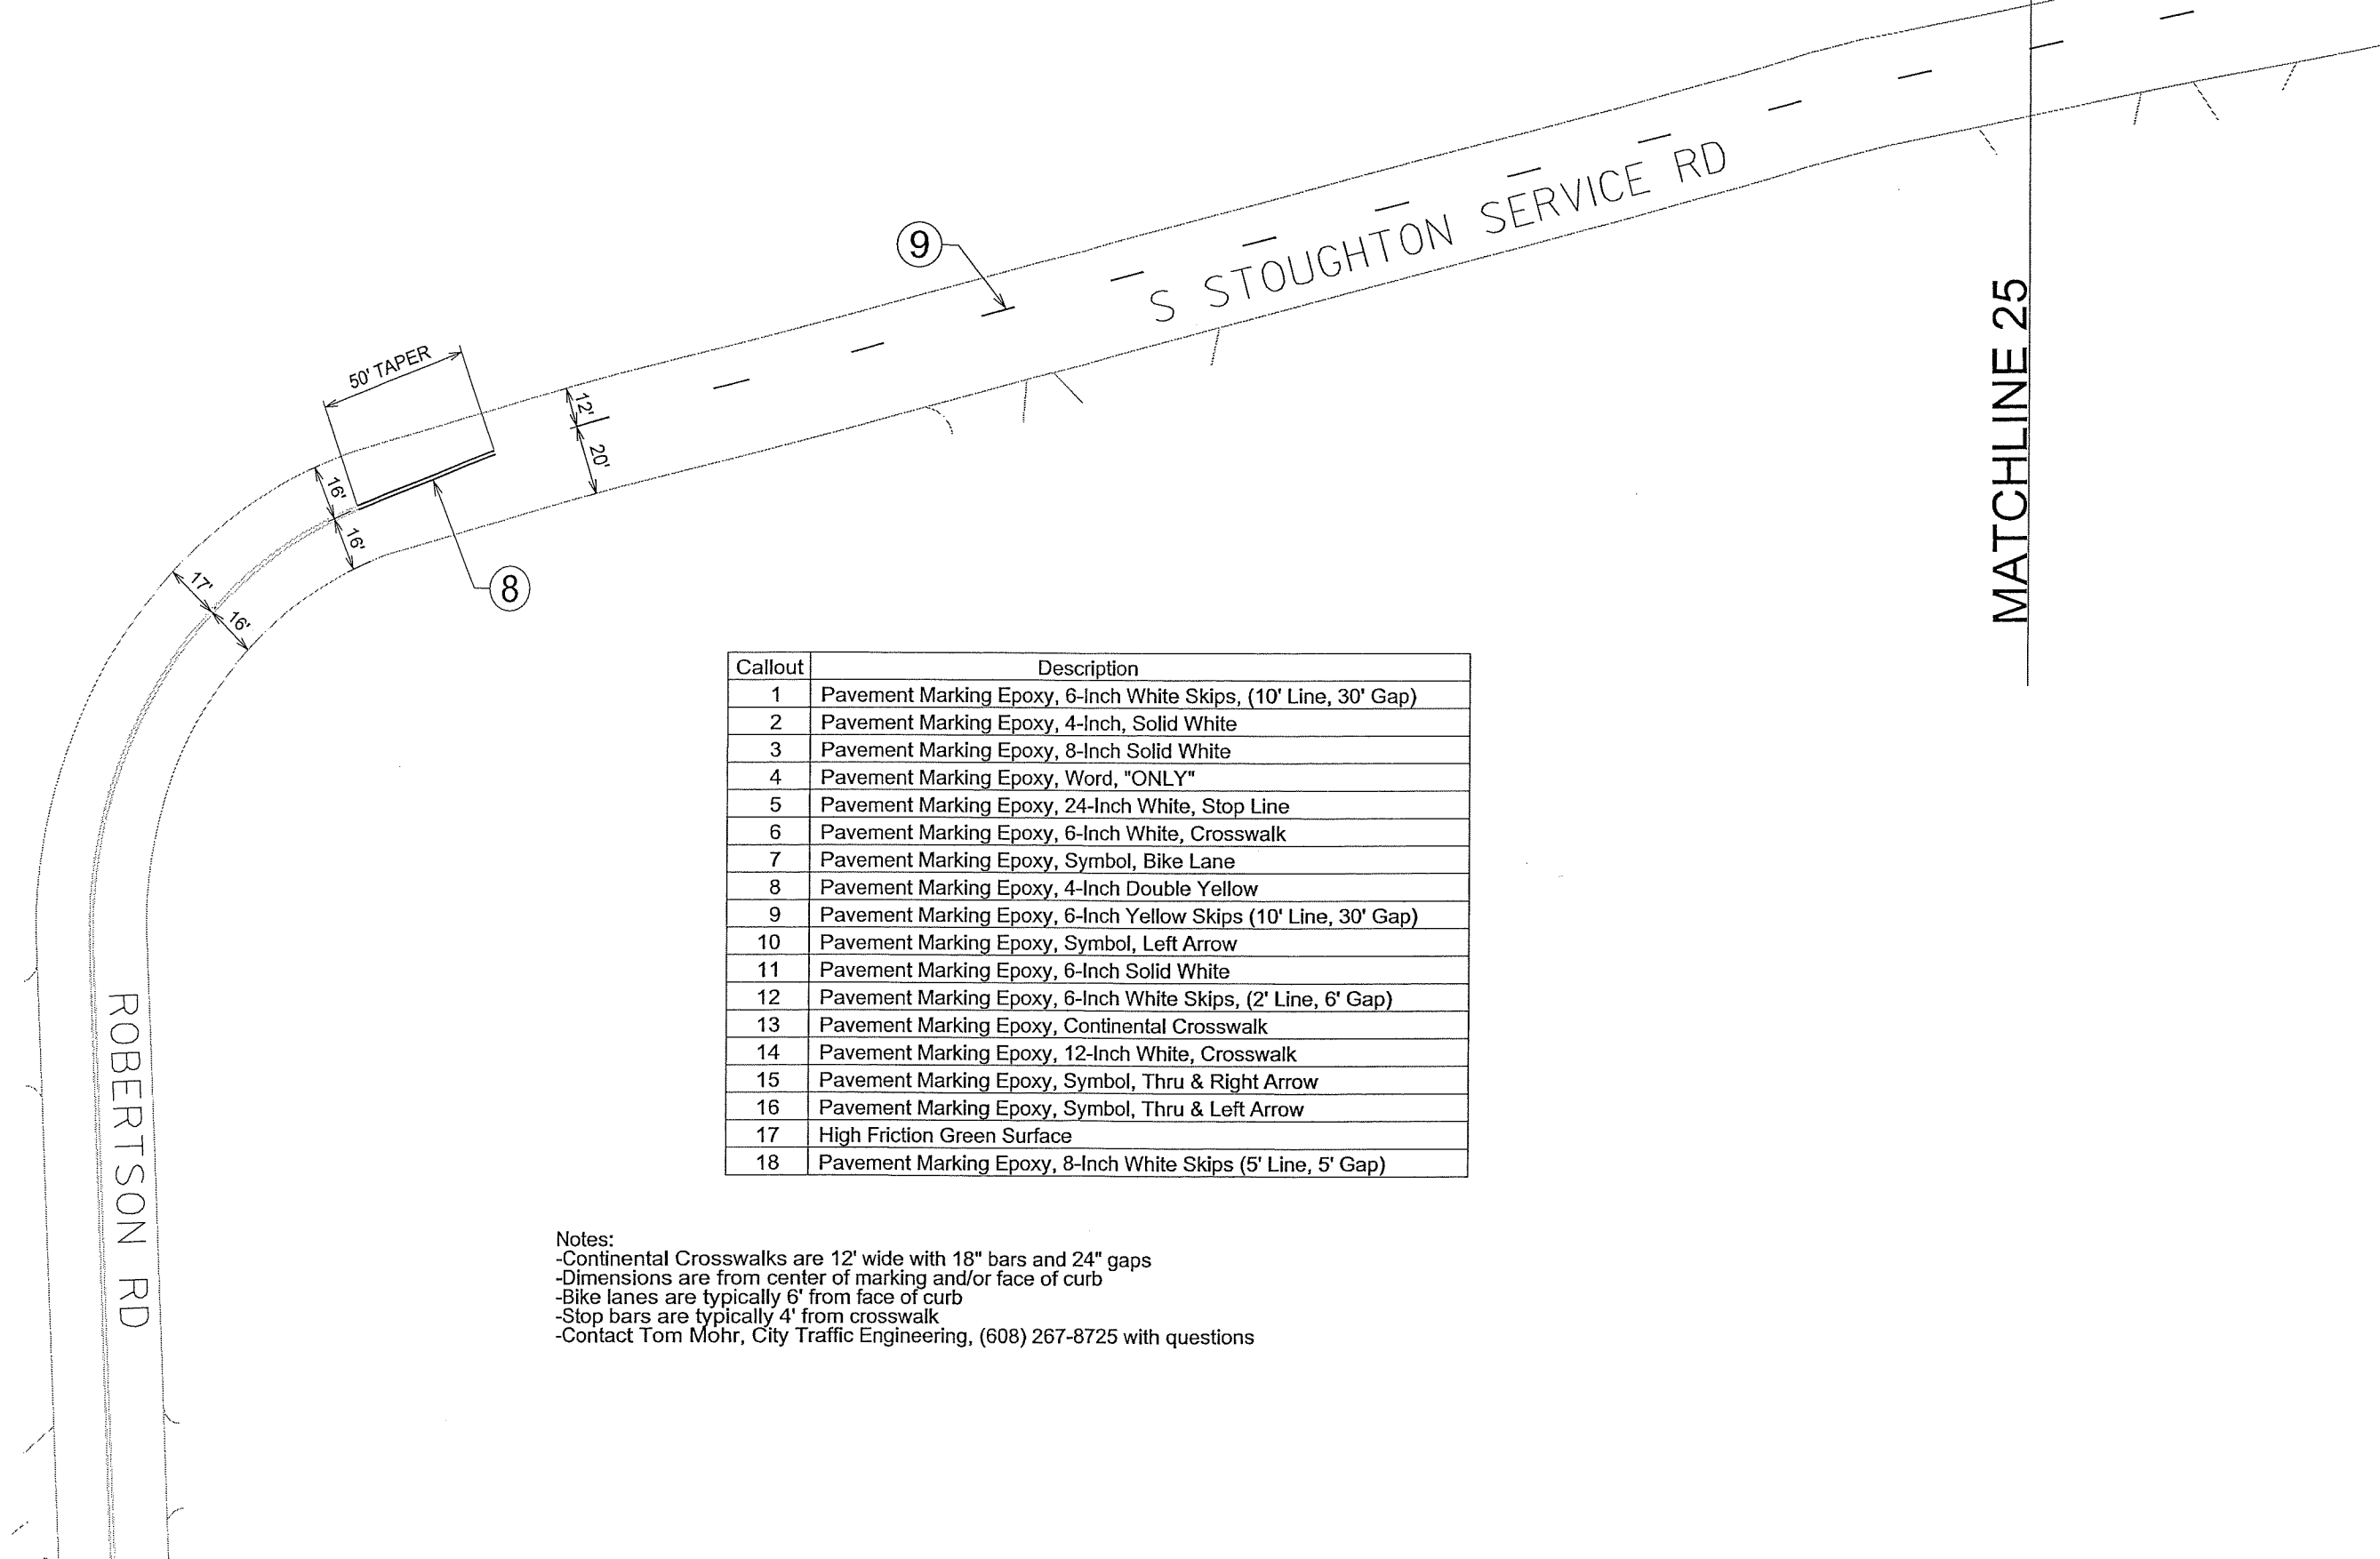 9
S STOUGHTON SERVICE RD
MATCHLINE 25
50' TAPER
12'
20'
16'
16'
17'
16'
8
ROBERTSON RD
Callout Description
1 Pavement Marking Epoxy, 6-Inch White Skips, (10' Line, 30' Gap)
2 Pavement Marking Epoxy, 4-Inch, Solid White
3 Pavement Marking Epoxy, 8-Inch Solid White
4 Pavement Marking Epoxy, Word, "ONLY"
5 Pavement Marking Epoxy, 24-Inch White, Stop Line
6 Pavement Marking Epoxy, 6-Inch White, Crosswalk
7 Pavement Marking Epoxy, Symbol, Bike Lane
8 Pavement Marking Epoxy, 4-Inch Double Yellow
9 Pavement Marking Epoxy, 6-Inch Yellow Skips (10' Line, 30' Gap)
10 Pavement Marking Epoxy, Symbol, Left Arrow
11 Pavement Marking Epoxy, 6-Inch Solid White
12 Pavement Marking Epoxy, 6-Inch White Skips, (2' Line, 6' Gap)
13 Pavement Marking Epoxy, Continental Crosswalk
14 Pavement Marking Epoxy, 12-Inch White, Crosswalk
15 Pavement Marking Epoxy, Symbol, Thru & Right Arrow
16 Pavement Marking Epoxy, Symbol, Thru & Left Arrow
17 High Friction Green Surface
18 Pavement Marking Epoxy, 8-Inch White Skips (5' Line, 5' Gap)
Notes:
-Continental Crosswalks are 12' wide with 18" bars and 24" gaps
-Dimensions are from center of marking and/or face of curb
-Bike lanes are typically 6' from face of curb
-Stop bars are typically 4' from crosswalk
-Contact Tom Mohr, City Traffic Engineering, (608) 267-8725 with questions